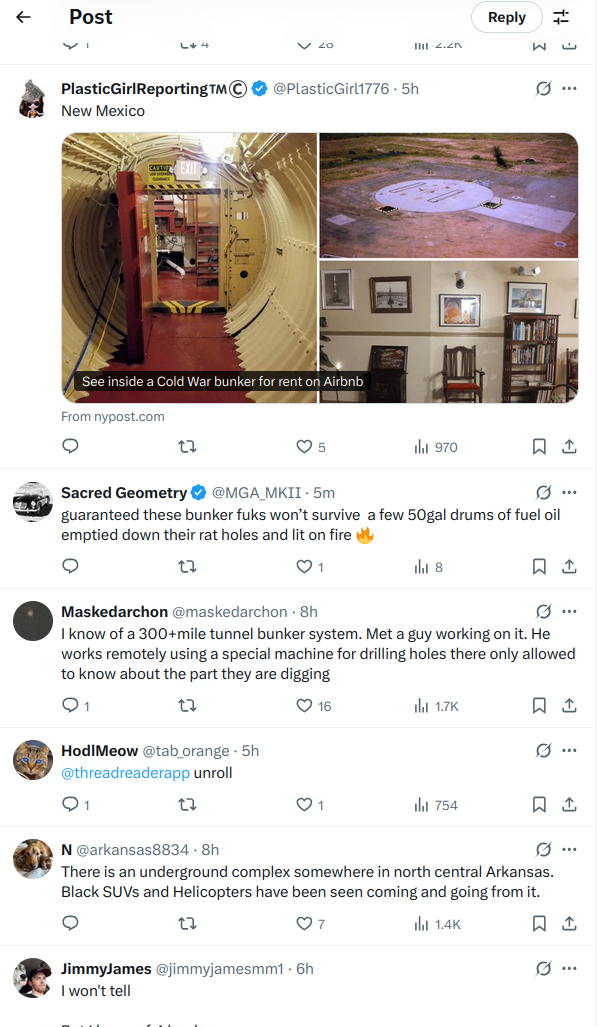 Post
Reply
1
4
28
2.2K
PlasticGirlReporting™️©️ @PlasticGirl1776 · 5h
New Mexico
CAUTION
EXIT
See inside a Cold War bunker for rent on Airbnb
From nypost.com
5
970
Sacred Geometry @MGA_MKII · 5m
guaranteed these bunker fuks won’t survive  a few 50gal drums of fuel oil
emptied down their rat holes and lit on fire 🔥
1
8
Maskedarchon @maskedarchon · 8h
I know of a 300+mile tunnel bunker system. Met a guy working on it. He
works remotely using a special machine for drilling holes there only allowed
to know about the part they are digging
1
16
1.7K
HodlMeow @tab_orange · 5h
@threadreaderapp unroll
1
1
754
N @arkansas8834 · 8h
There is an underground complex somewhere in north central Arkansas.
Black SUVs and Helicopters have been seen coming and going from it.
7
1.4K
JimmyJames @jimmyjamesmm1 · 6h
I won't tell